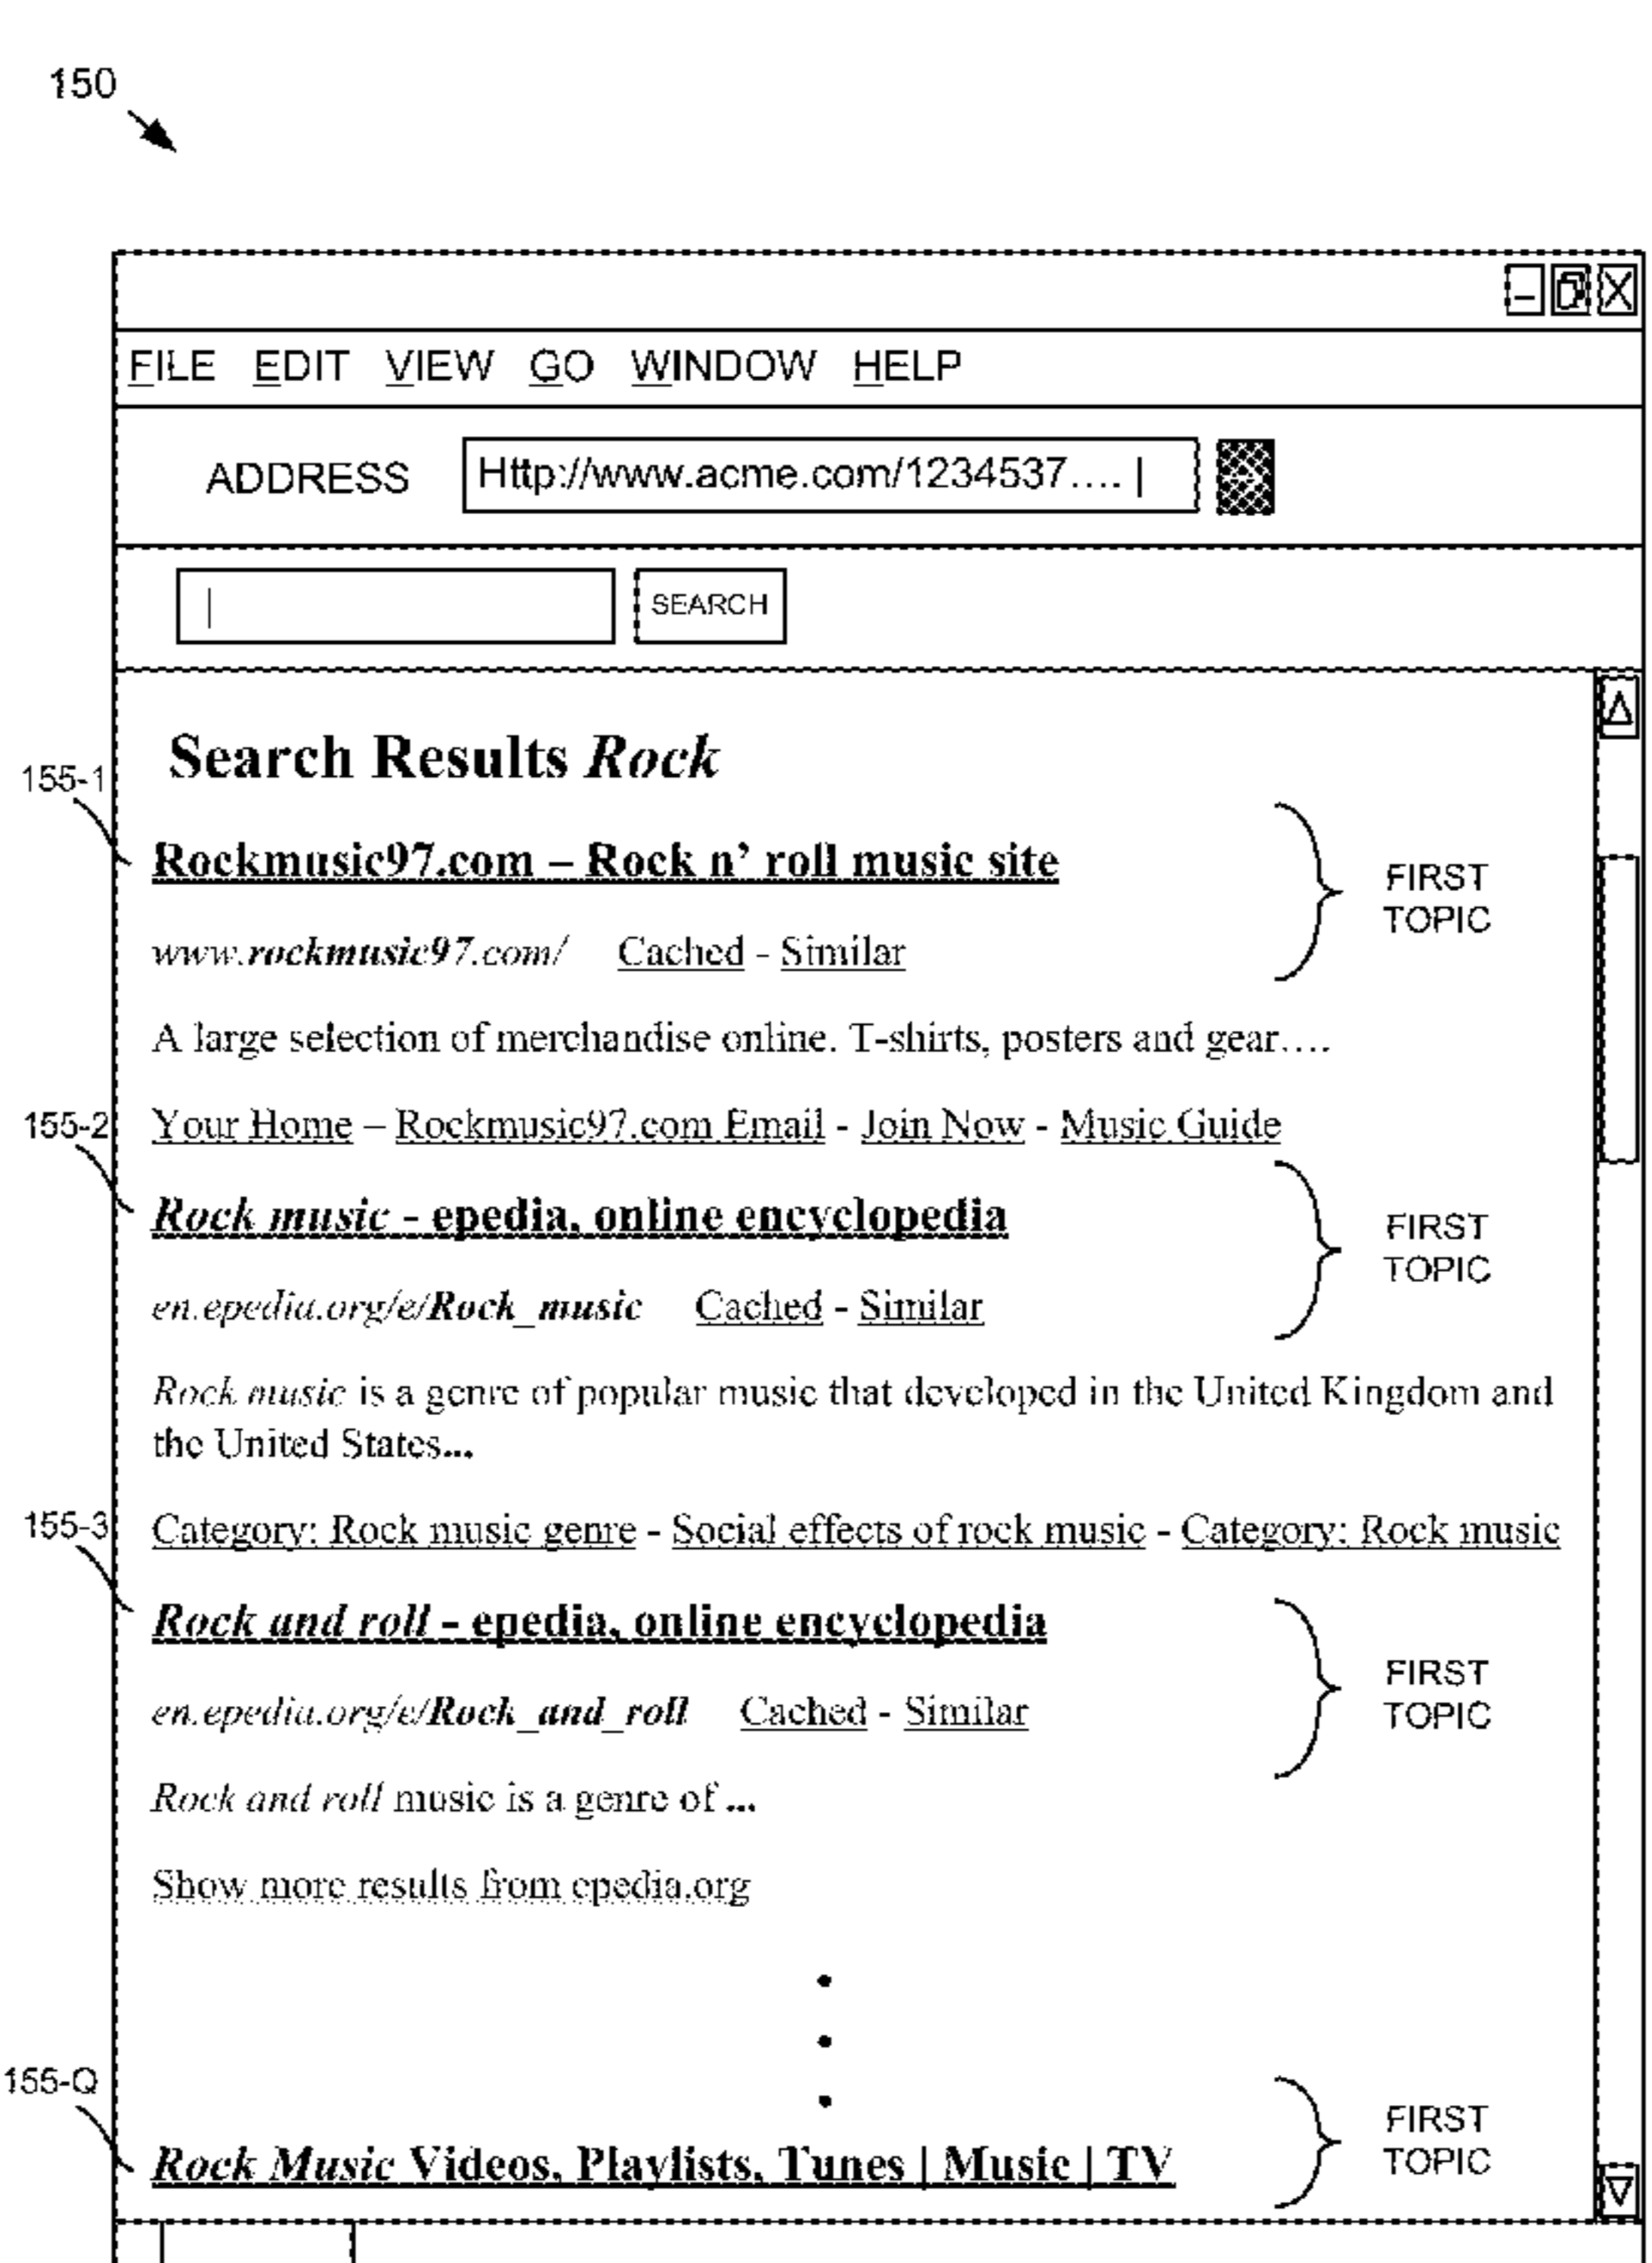 150
FILE EDIT VIEW GO WINDOW HELP
ADDRESS Http://www.acme.com/1234537.... |
SEARCH
Search Results Rock
155-1
Rockmusic97.com – Rock n’ roll music site
FIRST
TOPIC
www.rockmusic97.com/ Cached - Similar
A large selection of merchandise online. T-shirts, posters and gear….
155-2
Your Home – Rockmusic97.com Email - Join Now - Music Guide
Rock music - epedia, online encyclopedia
FIRST
TOPIC
en.epedia.org/e/Rock_music Cached - Similar
Rock music is a genre of popular music that developed in the United Kingdom and
the United States...
155-3
Category: Rock music genre - Social effects of rock music - Category: Rock music
Rock and roll - epedia, online encyclopedia
FIRST
TOPIC
en.epedia.org/e/Rock_and_roll Cached - Similar
Rock and roll music is a genre of ...
Show more results from epedia.org
155-Q
FIRST
TOPIC
Rock Music Videos, Playlists, Tunes | Music | TV